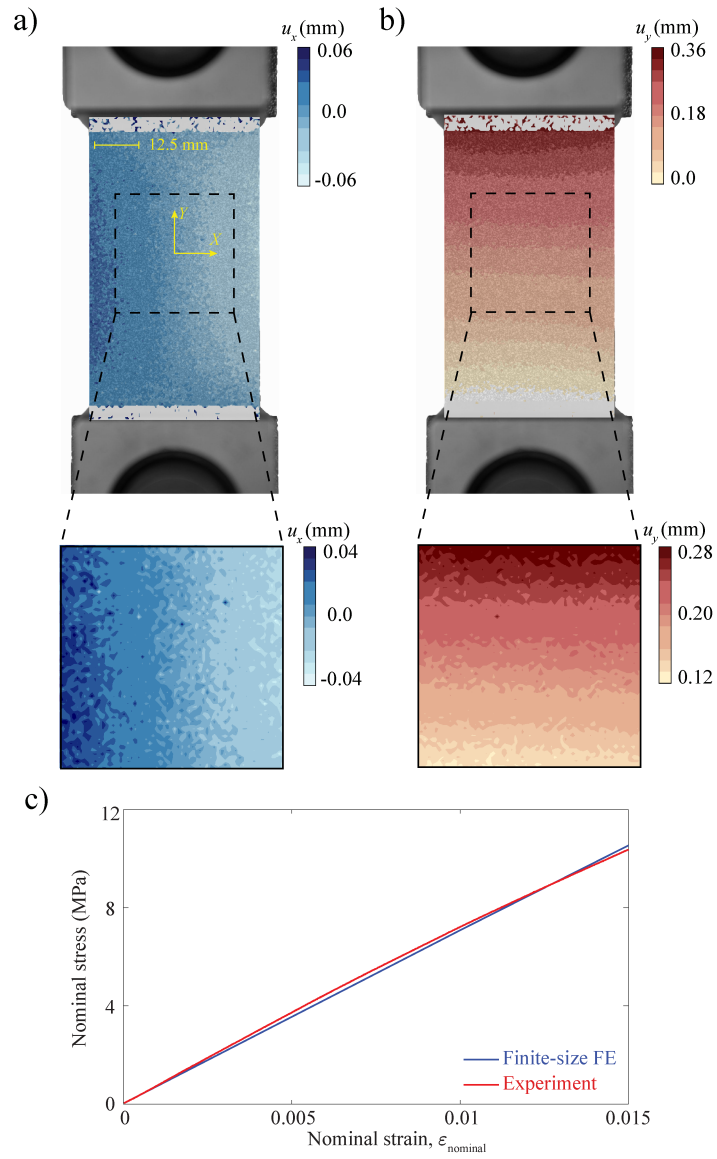 a)
u_x (mm)
0.06
0.0
-0.06
12.5 mm
Y
X
b)
u_y (mm)
0.36
0.18
0.0
u_x (mm)
0.04
0.0
-0.04
u_y (mm)
0.28
0.20
0.12
c)
12
8
4
0
Nominal stress (MPa)
Finite-size FE
Experiment
0
0.005
0.01
0.015
Nominal strain, ε_nominal